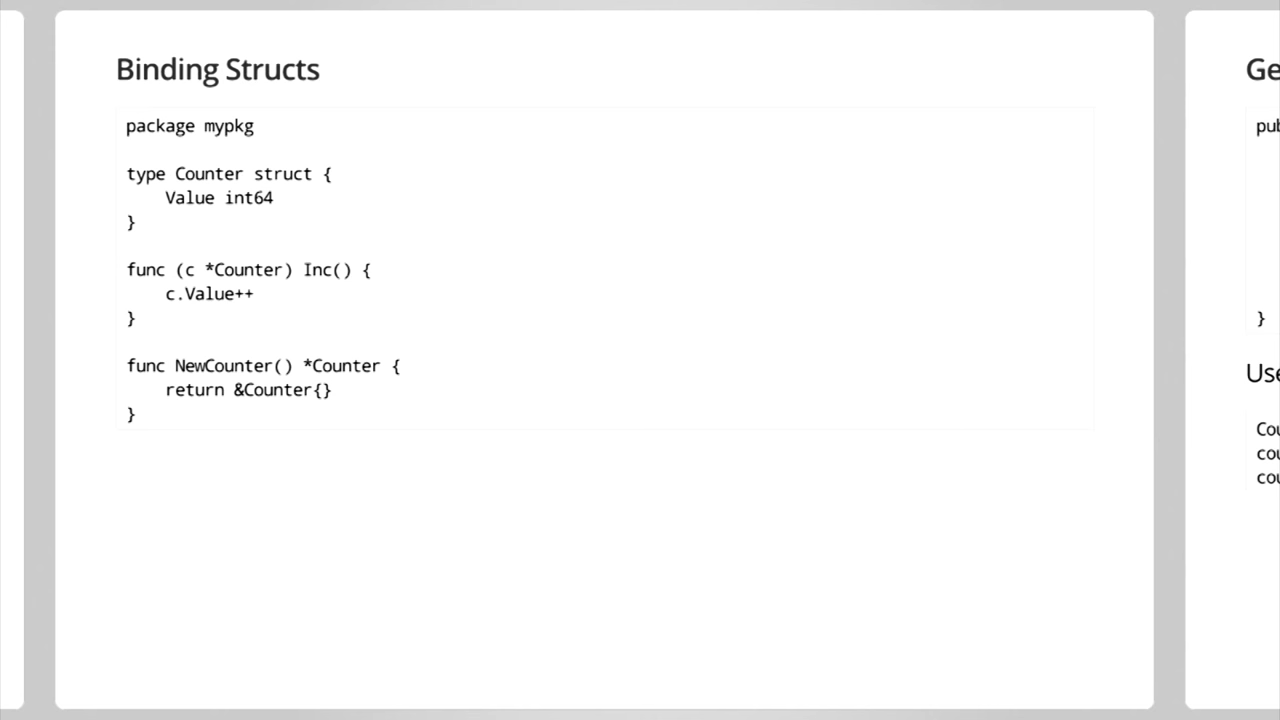 Binding Structs
package mypkg
type Counter struct {
    Value int64
}
func (c *Counter) Inc() {
    c.Value++
}
func NewCounter() *Counter {
    return &Counter{}
}
}